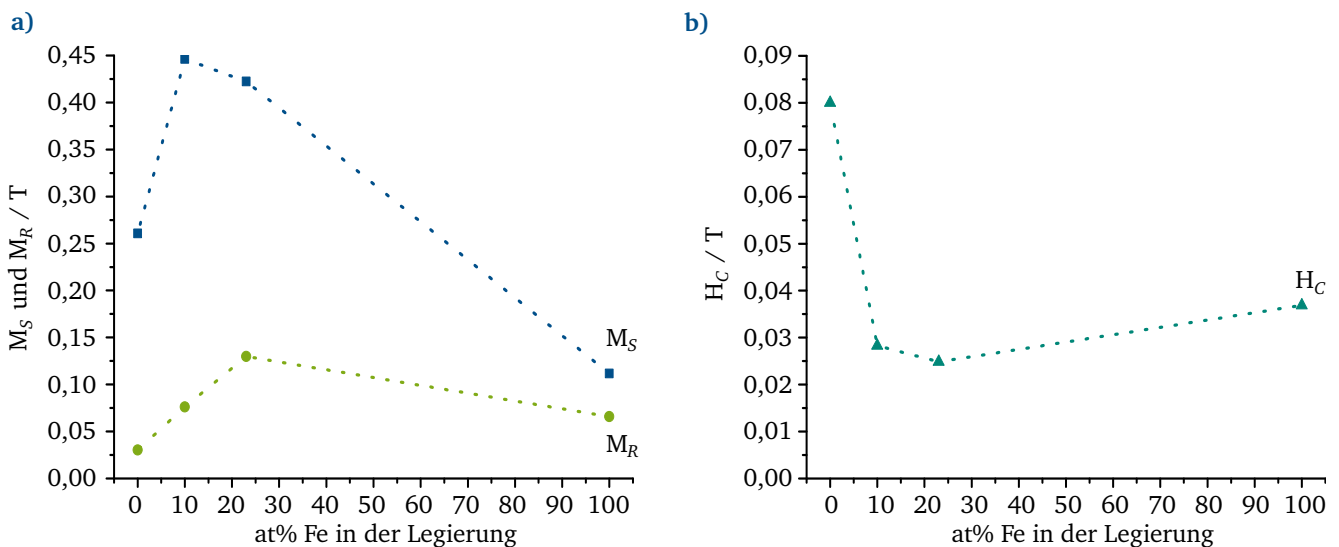 a)
0,45
0,40
0,35
0,30
0,25
0,20
0,15
0,10
0,05
0,00
M_S und M_R / T
M_S
M_R
0 10 20 30 40 50 60 70 80 90 100
at% Fe in der Legierung
b)
0,09
0,08
0,07
0,06
0,05
0,04
0,03
0,02
0,01
0,00
H_C / T
H_C
0 10 20 30 40 50 60 70 80 90 100
at% Fe in der Legierung